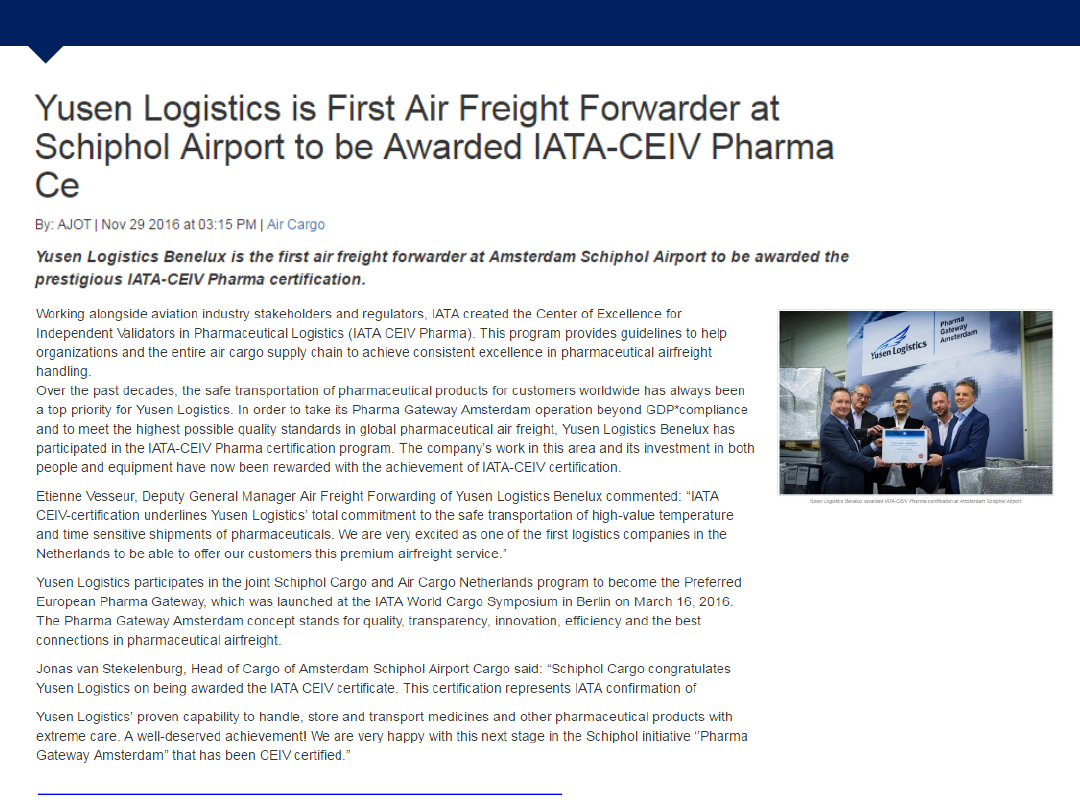 Yusen Logistics is First Air Freight Forwarder at
Schiphol Airport to be Awarded IATA-CEIV Pharma
Ce
By: AJOT | Nov 29 2016 at 03:15 PM | Air Cargo
Yusen Logistics Benelux is the first air freight forwarder at Amsterdam Schiphol Airport to be awarded the
prestigious IATA-CEIV Pharma certification.
Working alongside aviation industry stakeholders and regulators, IATA created the Center of Excellence for
Independent Validators in Pharmaceutical Logistics (IATA CEIV Pharma). This program provides guidelines to help
organizations and the entire air cargo supply chain to achieve consistent excellence in pharmaceutical airfreight
handling.
Over the past decades, the safe transportation of pharmaceutical products for customers worldwide has always been
a top priority for Yusen Logistics. In order to take its Pharma Gateway Amsterdam operation beyond GDP*compliance
and to meet the highest possible quality standards in global pharmaceutical air freight, Yusen Logistics Benelux has
participated in the IATA-CEIV Pharma certification program. The company's work in this area and its investment in both
people and equipment have now been rewarded with the achievement of IATA-CEIV certification.
Etienne Vesseur, Deputy General Manager Air Freight Forwarding of Yusen Logistics Benelux commented: “IATA
CEIV-certification underlines Yusen Logistics’ total commitment to the safe transportation of high-value temperature
and time sensitive shipments of pharmaceuticals. We are very excited as one of the first logistics companies in the
Netherlands to be able to offer our customers this premium airfreight service.”
Yusen Logistics participates in the joint Schiphol Cargo and Air Cargo Netherlands program to become the Preferred
European Pharma Gateway, which was launched at the IATA World Cargo Symposium in Berlin on March 16, 2016.
The Pharma Gateway Amsterdam concept stands for quality, transparency, innovation, efficiency and the best
connections in pharmaceutical airfreight.
Jonas van Stekelenburg, Head of Cargo of Amsterdam Schiphol Airport Cargo said: “Schiphol Cargo congratulates
Yusen Logistics on being awarded the IATA CEIV certificate. This certification represents IATA confirmation of
Yusen Logistics’ proven capability to handle, store and transport medicines and other pharmaceutical products with
extreme care. A well-deserved achievement! We are very happy with this next stage in the Schiphol initiative “Pharma
Gateway Amsterdam” that has been CEIV certified.”
Yusen Logistics
Pharma
Gateway
Amsterdam
Yusen Logistics Benelux awarded IATA-CEIV Pharma certification at Amsterdam Schiphol Airport.